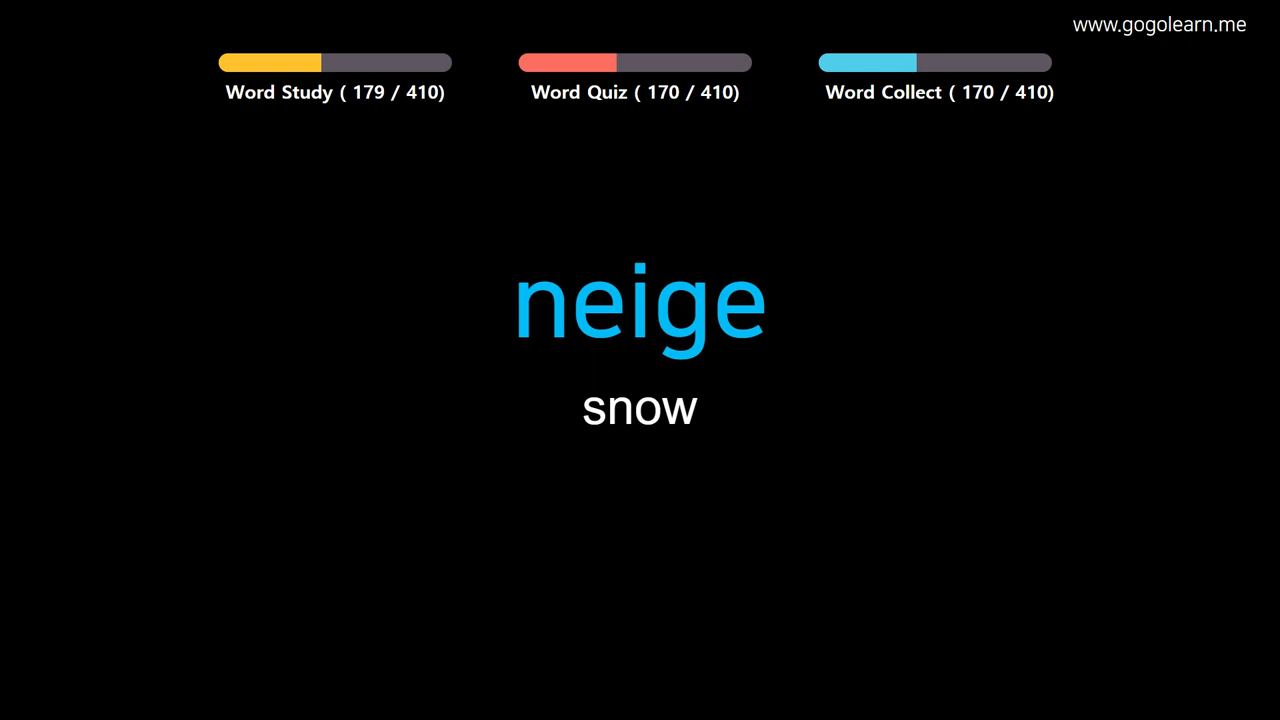 www.gogolearn.me
Word Study ( 179 / 410)
Word Quiz ( 170 / 410)
Word Collect ( 170 / 410)
neige
snow